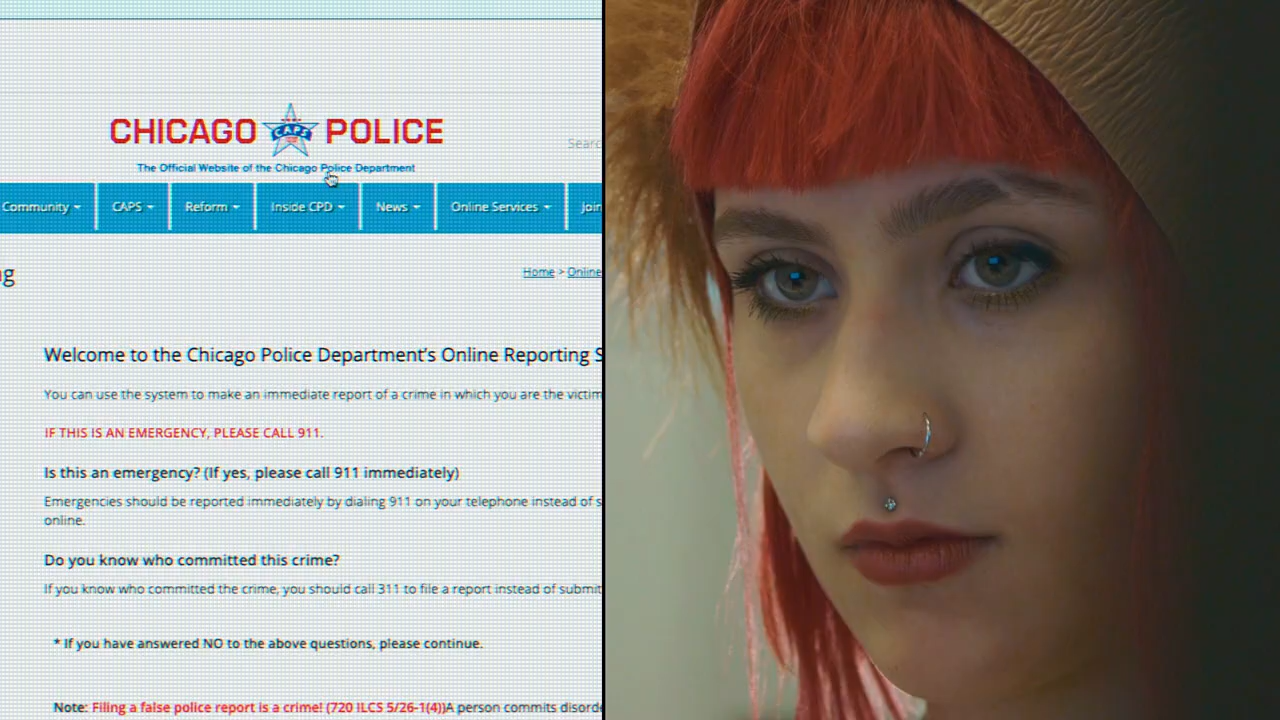 CHICAGO CAPS POLICE
The Official Website of the Chicago Police Department
Community
CAPS
Reform
Inside CPD
News
Online Services
Home > Online
Welcome to the Chicago Police Department's Online Reporting
You can use the system to make an immediate report of a crime in which you are the victim
IF THIS IS AN EMERGENCY, PLEASE CALL 911.
Is this an emergency? (If yes, please call 911 immediately)
Emergencies should be reported immediately by dialing 911 on your telephone instead of
online.
Do you know who committed this crime?
If you know who committed the crime, you should call 311 to file a report instead of
* If you have answered NO to the above questions, please continue.
Note: Filing a false police report is a crime! (720 ILCS 5/26-1(4))A person commits